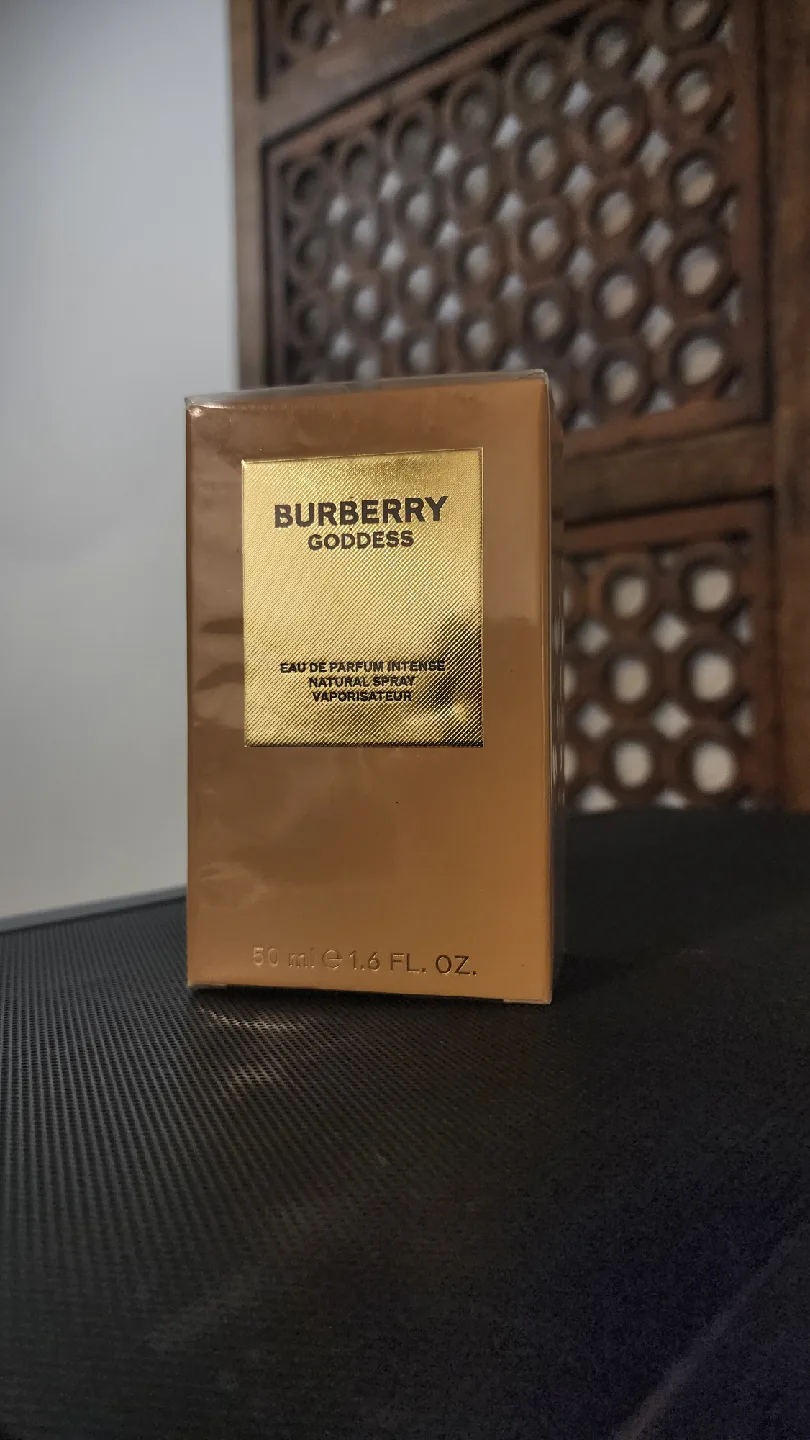 BURBERRY
GODDESS
EAU DE PARFUM INTENSE
NATURAL SPRAY
VAPORISATEUR
50 ml ℮ 1.6 FL. OZ.